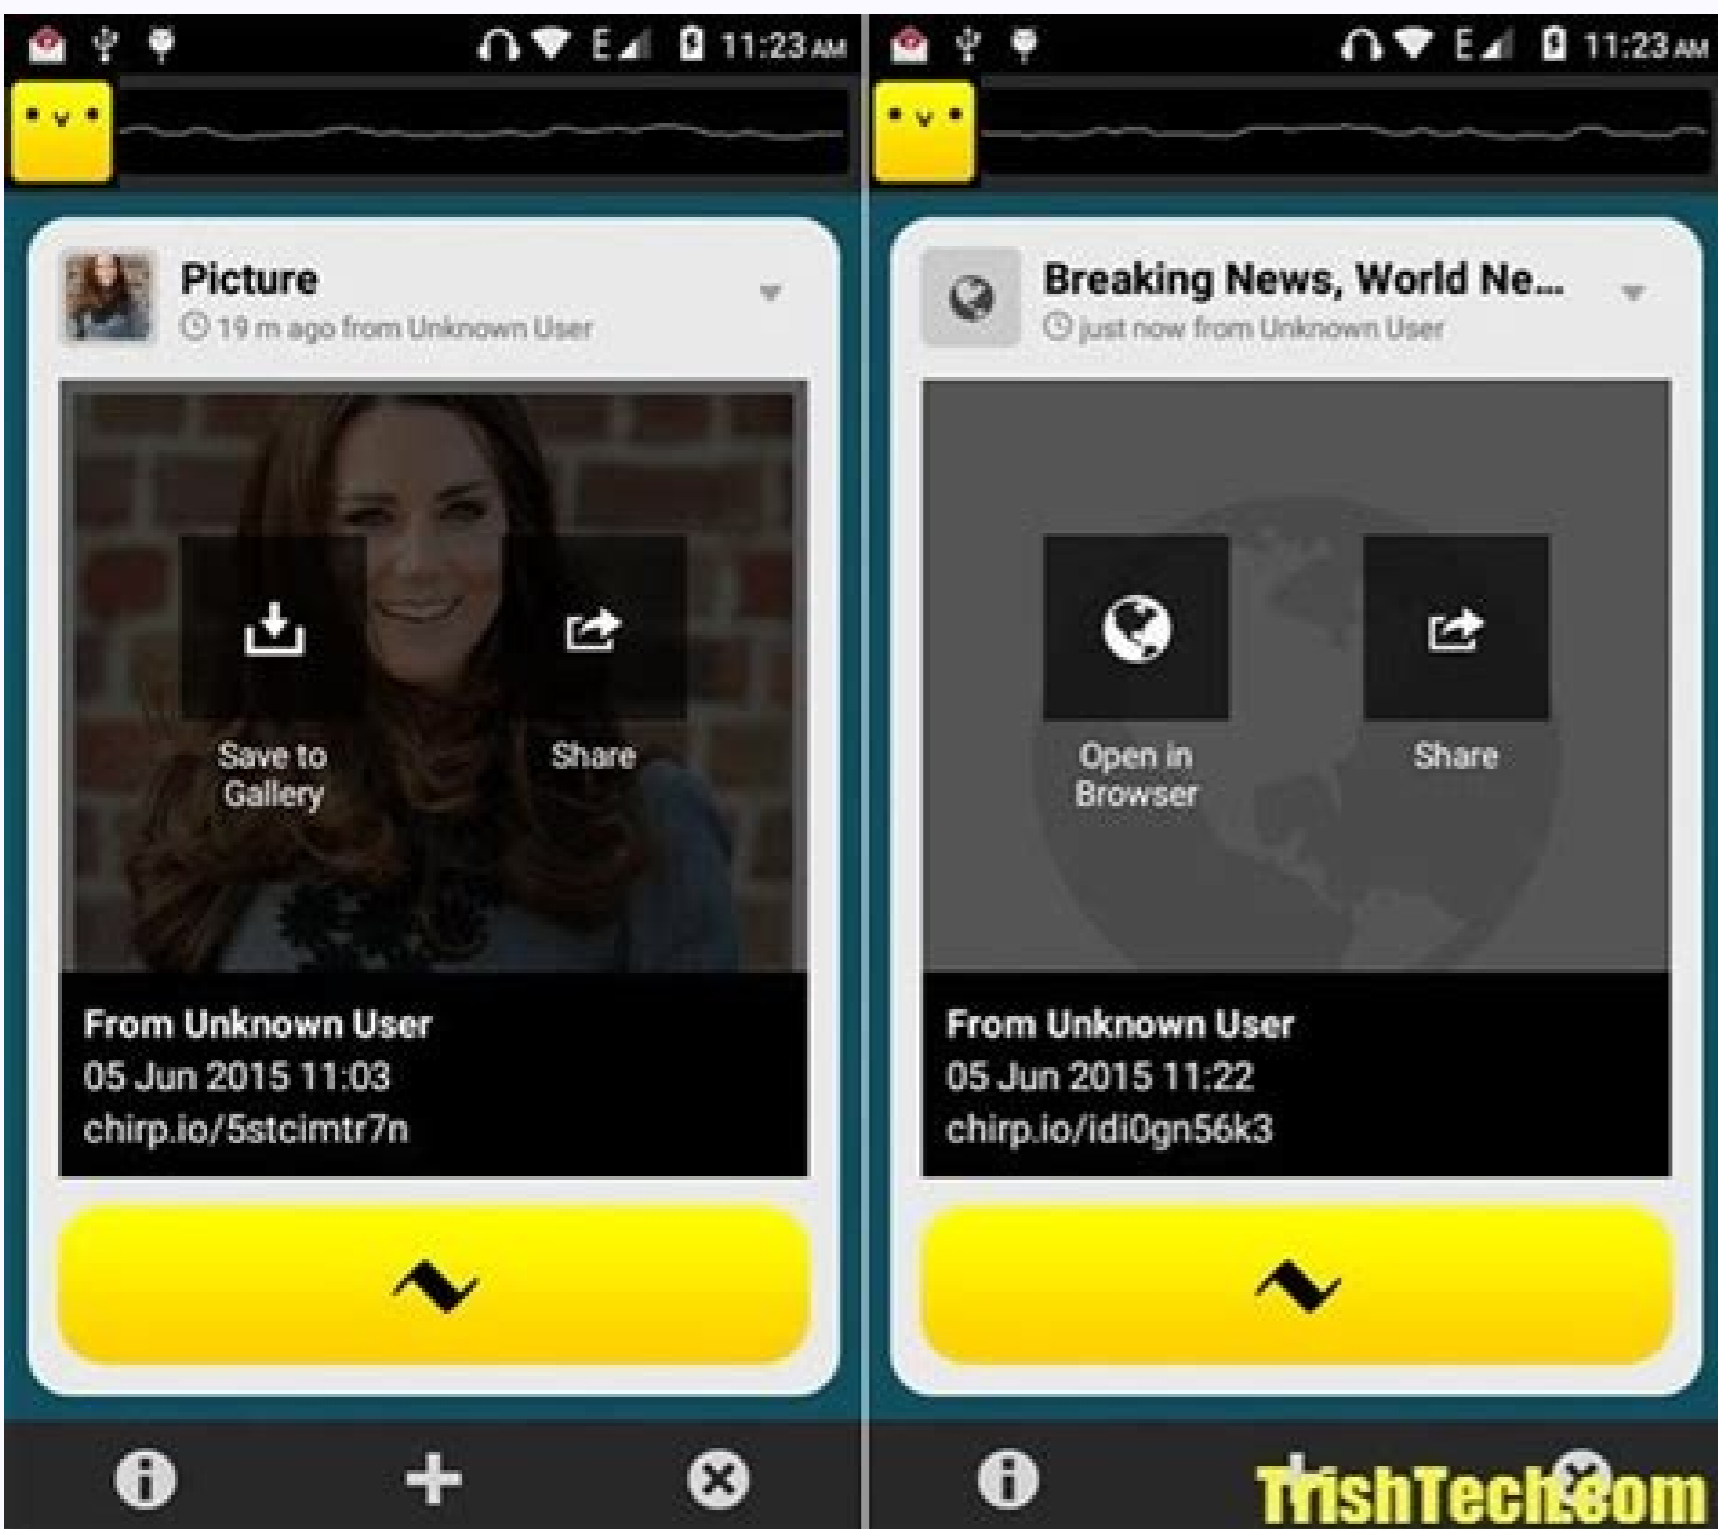 E 11:23 AM
Picture
19 m ago from Unknown User
Save to
Gallery
Share
From Unknown User
05 Jun 2015 11:03
chirp.io/5stcimtr7n
E 11:23 AM
Breaking News, World Ne...
just now from Unknown User
Open in
Browser
Share
From Unknown User
05 Jun 2015 11:22
chirp.io/idi0gn56k3
TrishTech.com